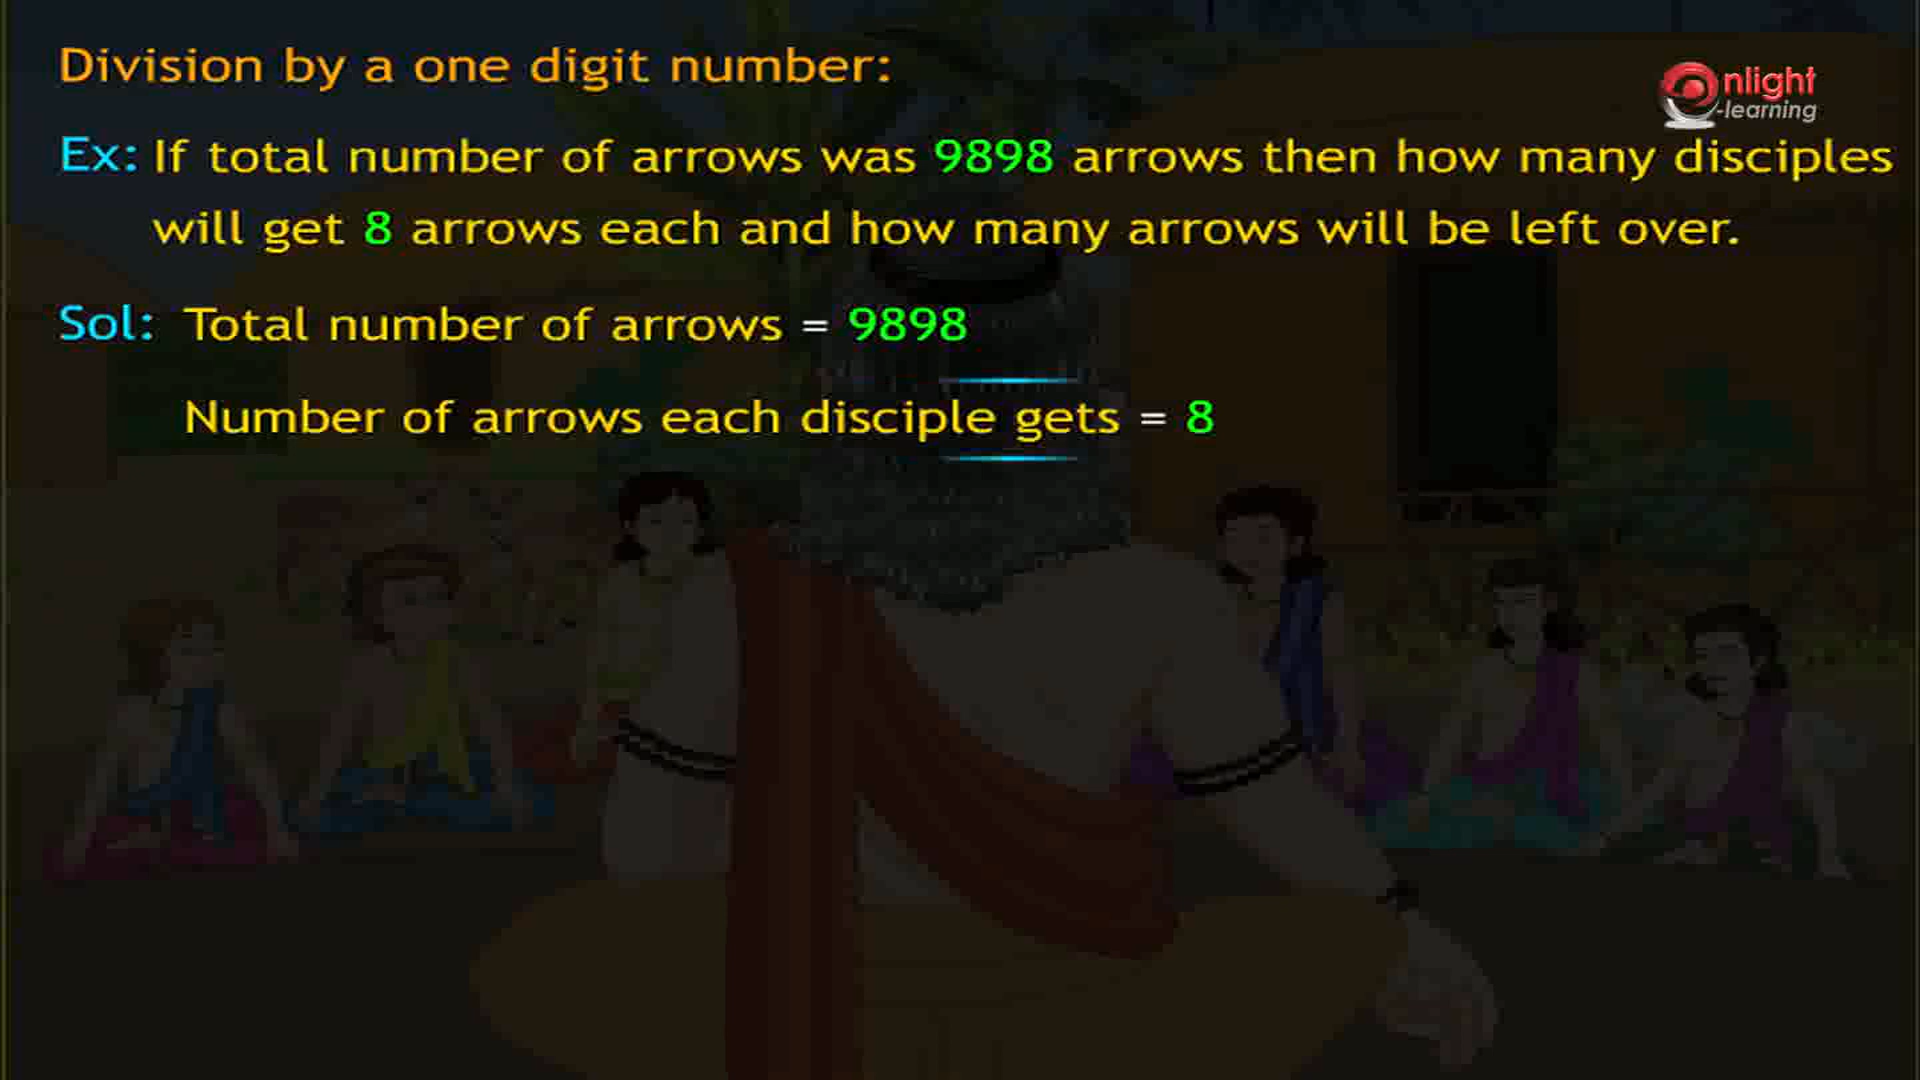 Division by a one digit number:
nlight
-learning
Ex: If total number of arrows was 9898 arrows then how many disciples
will get 8 arrows each and how many arrows will be left over.
Sol: Total number of arrows = 9898
Number of arrows each disciple gets = 8